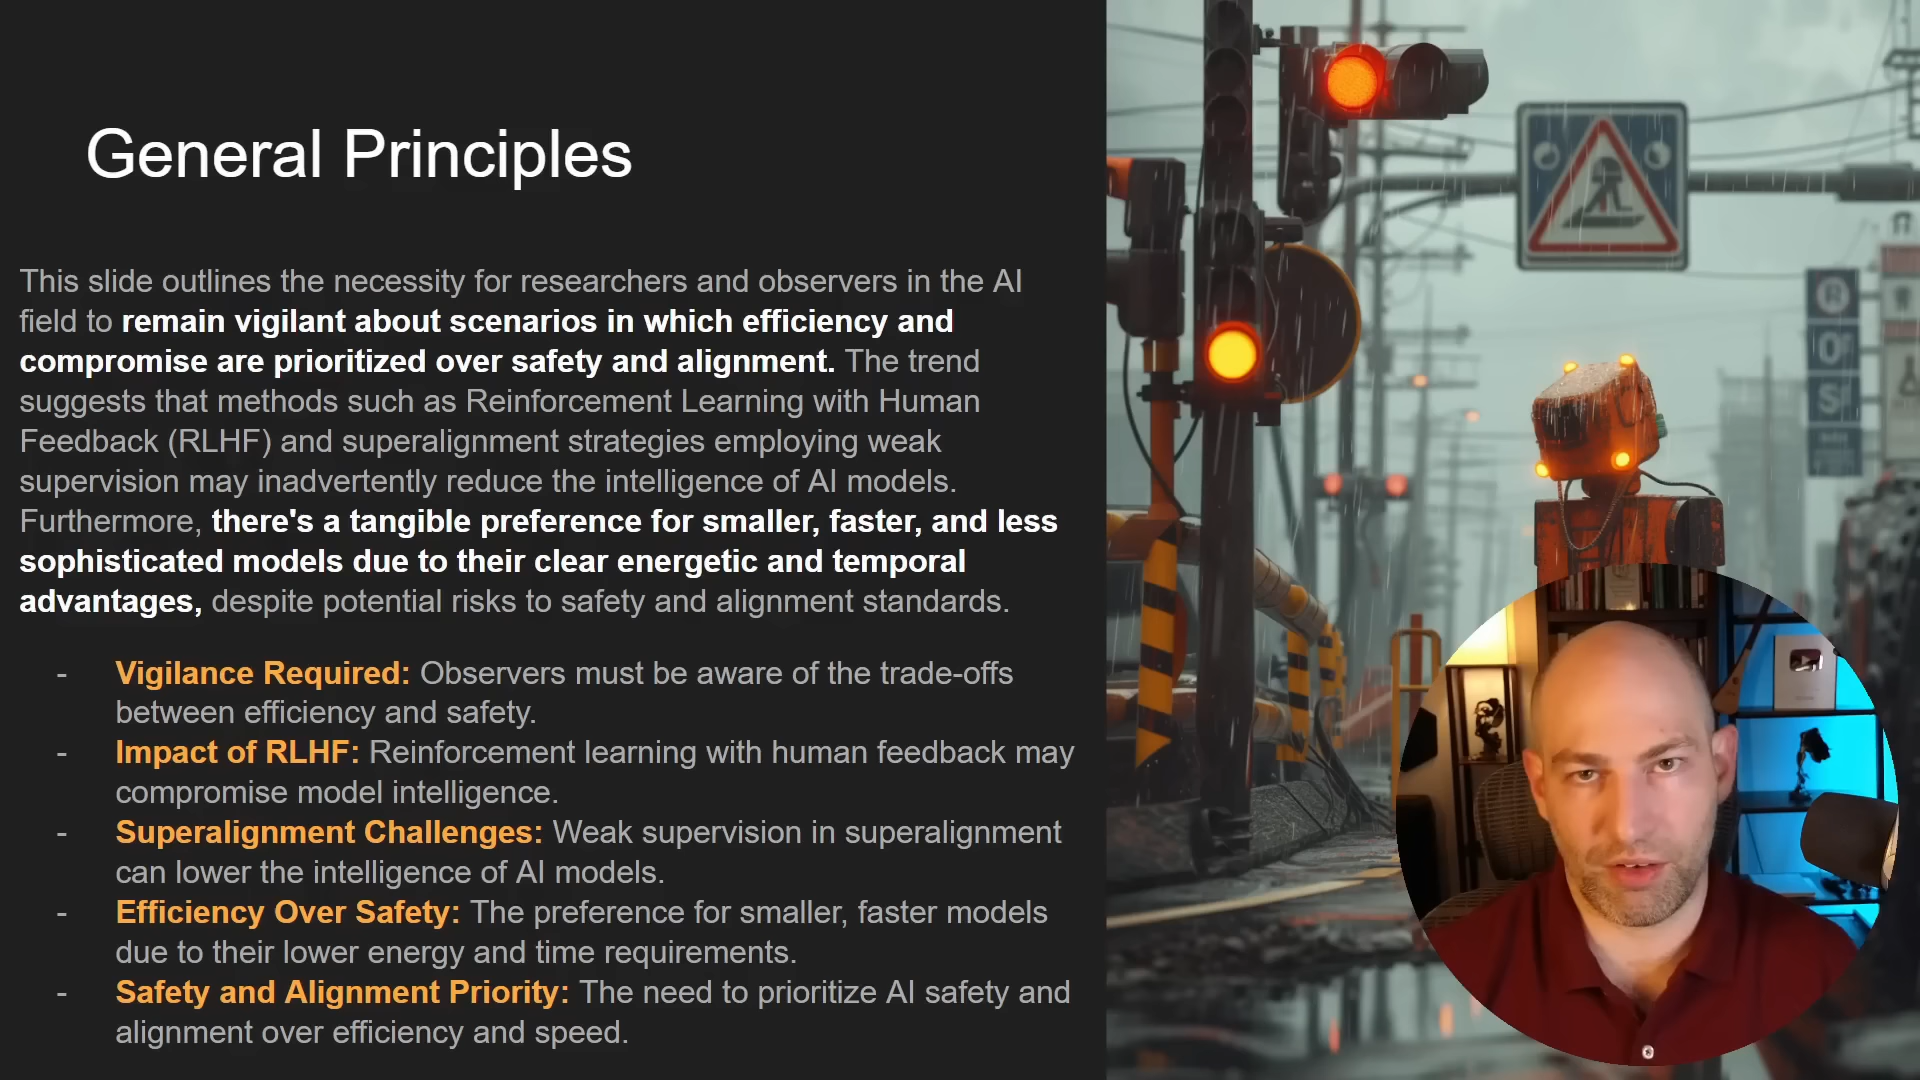 General Principles
This slide outlines the necessity for researchers and observers in the AI
field to remain vigilant about scenarios in which efficiency and
compromise are prioritized over safety and alignment. The trend
suggests that methods such as Reinforcement Learning with Human
Feedback (RLHF) and superalignment strategies employing weak
supervision may inadvertently reduce the intelligence of AI models.
Furthermore, there's a tangible preference for smaller, faster, and less
sophisticated models due to their clear energetic and temporal
advantages, despite potential risks to safety and alignment standards.
- Vigilance Required: Observers must be aware of the trade-offs
between efficiency and safety.
- Impact of RLHF: Reinforcement learning with human feedback may
compromise model intelligence.
- Superalignment Challenges: Weak supervision in superalignment
can lower the intelligence of AI models.
- Efficiency Over Safety: The preference for smaller, faster models
due to their lower energy and time requirements.
- Safety and Alignment Priority: The need to prioritize AI safety and
alignment over efficiency and speed.